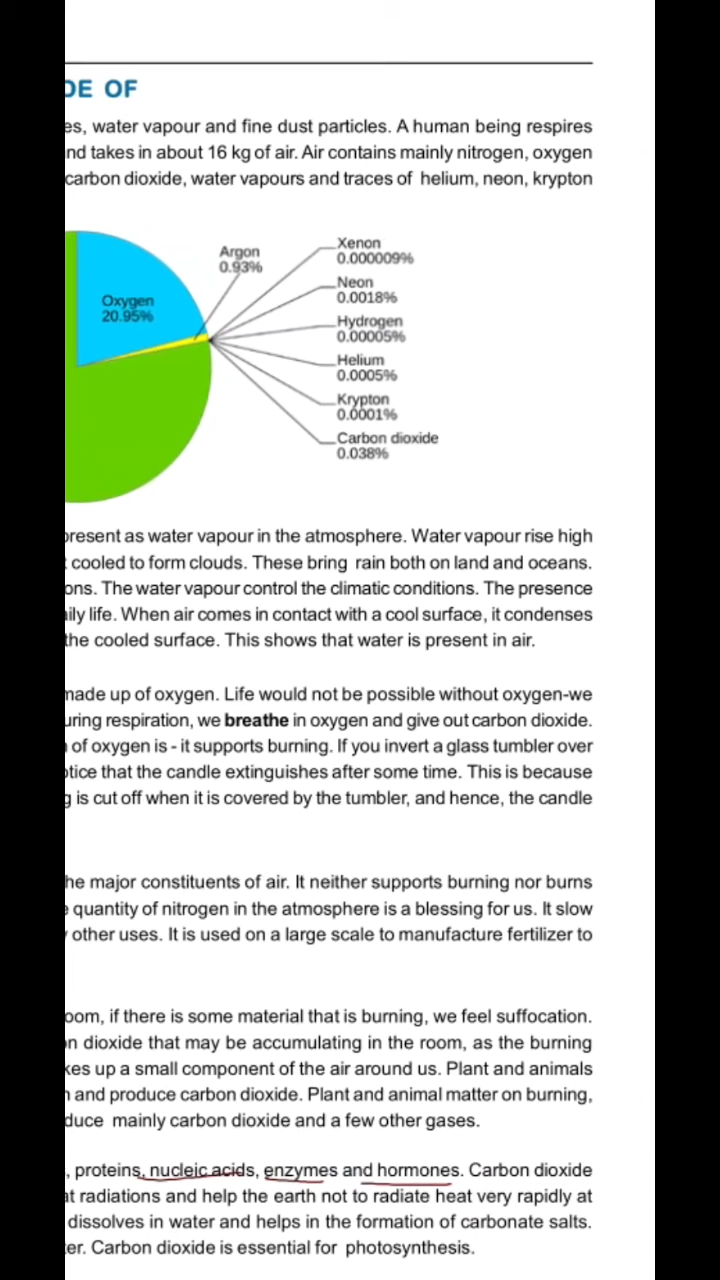 DE OF
es, water vapour and fine dust particles. A human being respires
nd takes in about 16 kg of air. Air contains mainly nitrogen, oxygen
carbon dioxide, water vapours and traces of helium, neon, krypton
Argon
0.93%
Oxygen
20.95%
Xenon
0.000009%
Neon
0.0018%
Hydrogen
0.00005%
Helium
0.0005%
Krypton
0.0001%
Carbon dioxide
0.038%
present as water vapour in the atmosphere. Water vapour rise high
cooled to form clouds. These bring rain both on land and oceans.
ons. The water vapour control the climatic conditions. The presence
aily life. When air comes in contact with a cool surface, it condenses
the cooled surface. This shows that water is present in air.
made up of oxygen. Life would not be possible without oxygen-we
uring respiration, we breathe in oxygen and give out carbon dioxide.
of oxygen is - it supports burning. If you invert a glass tumbler over
otice that the candle extinguishes after some time. This is because
g is cut off when it is covered by the tumbler, and hence, the candle
he major constituents of air. It neither supports burning nor burns
quantity of nitrogen in the atmosphere is a blessing for us. It slow
other uses. It is used on a large scale to manufacture fertilizer to
oom, if there is some material that is burning, we feel suffocation.
on dioxide that may be accumulating in the room, as the burning
kes up a small component of the air around us. Plant and animals
and produce carbon dioxide. Plant and animal matter on burning,
duce mainly carbon dioxide and a few other gases.
, proteins, nucleic acids, enzymes and hormones. Carbon dioxide
at radiations and help the earth not to radiate heat very rapidly at
dissolves in water and helps in the formation of carbonate salts.
ter. Carbon dioxide is essential for photosynthesis.